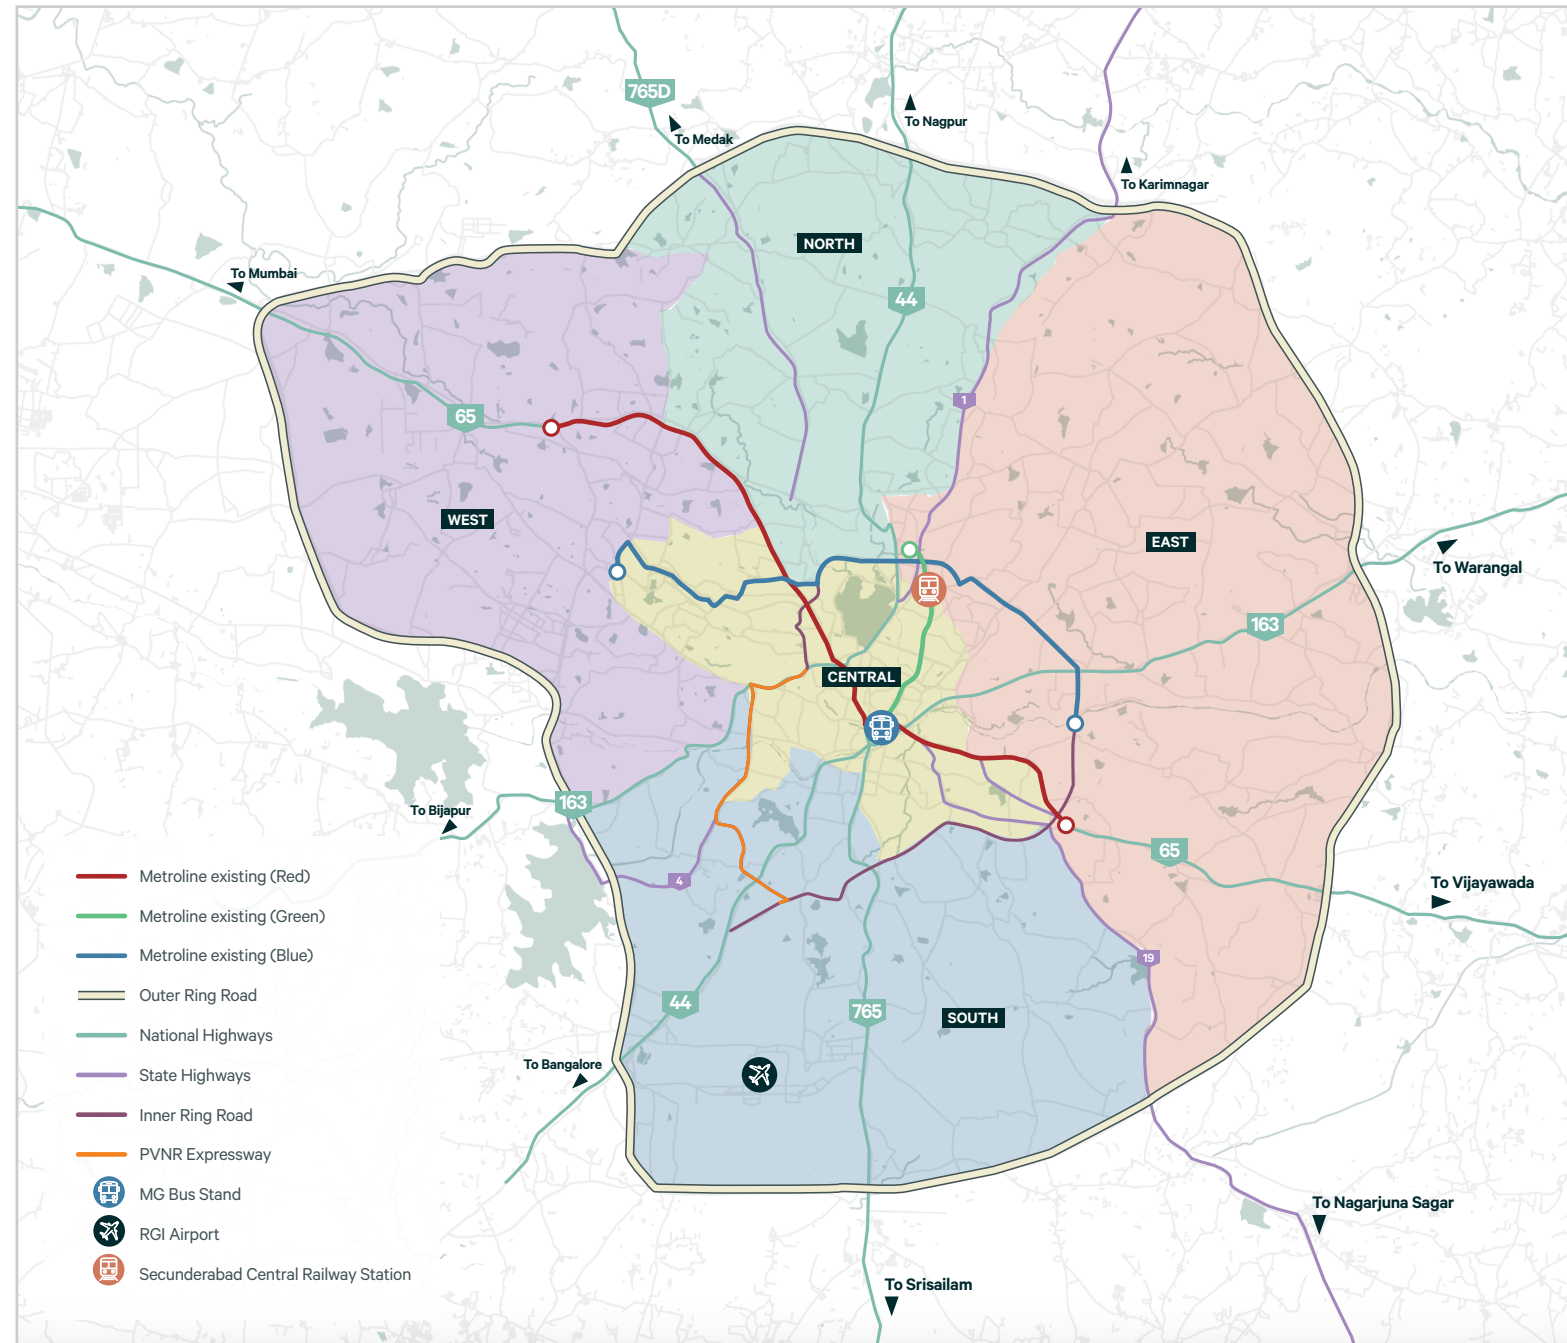 765D
To Medak
To Nagpur
To Karimnagar
NORTH
To Mumbai
44
1
65
WEST
EAST
To Warangal
163
CENTRAL
163
To Bijapur
65
4
To Vijayawada
19
44
765
SOUTH
To Bangalore
To Nagarjuna Sagar
To Srisailam
Metroline existing (Red)
Metroline existing (Green)
Metroline existing (Blue)
Outer Ring Road
National Highways
State Highways
Inner Ring Road
PVNR Expressway
MG Bus Stand
RGI Airport
Secunderabad Central Railway Station